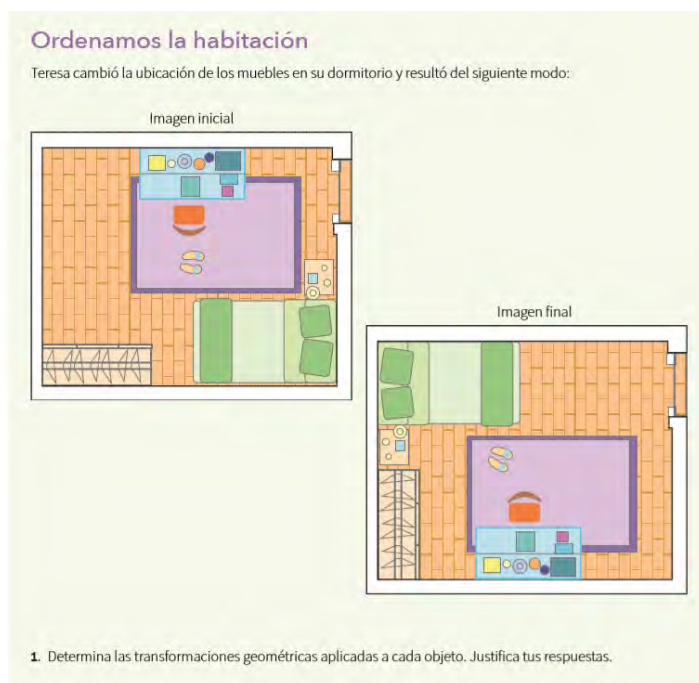 Ordenamos la habitación
Teresa cambió la ubicación de los muebles en su dormitorio y resultó del siguiente modo:
Imagen inicial
Imagen final
1. Determina las transformaciones geométricas aplicadas a cada objeto. Justifica tus respuestas.